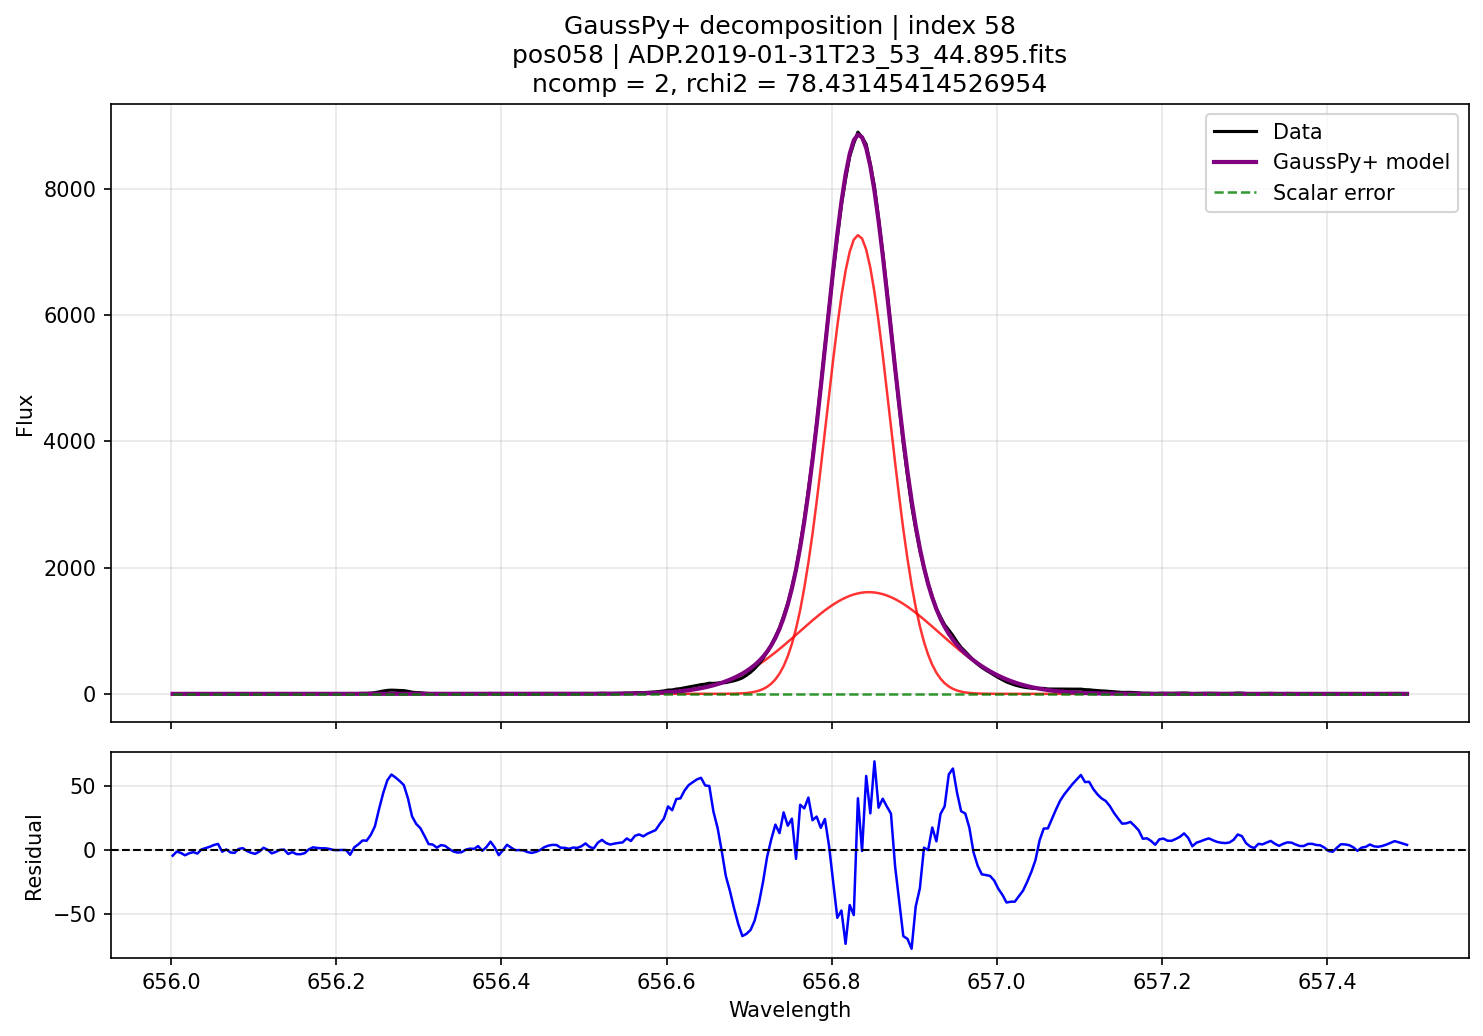 GaussPy+ decomposition | index 58
pos058 | ADP.2019-01-31T23_53_44.895.fits
ncomp = 2, rchi2 = 78.43145414526954
Data
GaussPy+ model
Scalar error
Flux
8000
6000
4000
2000
0
Residual
50
0
−50
656.0 656.2 656.4 656.6 656.8 657.0 657.2 657.4
Wavelength